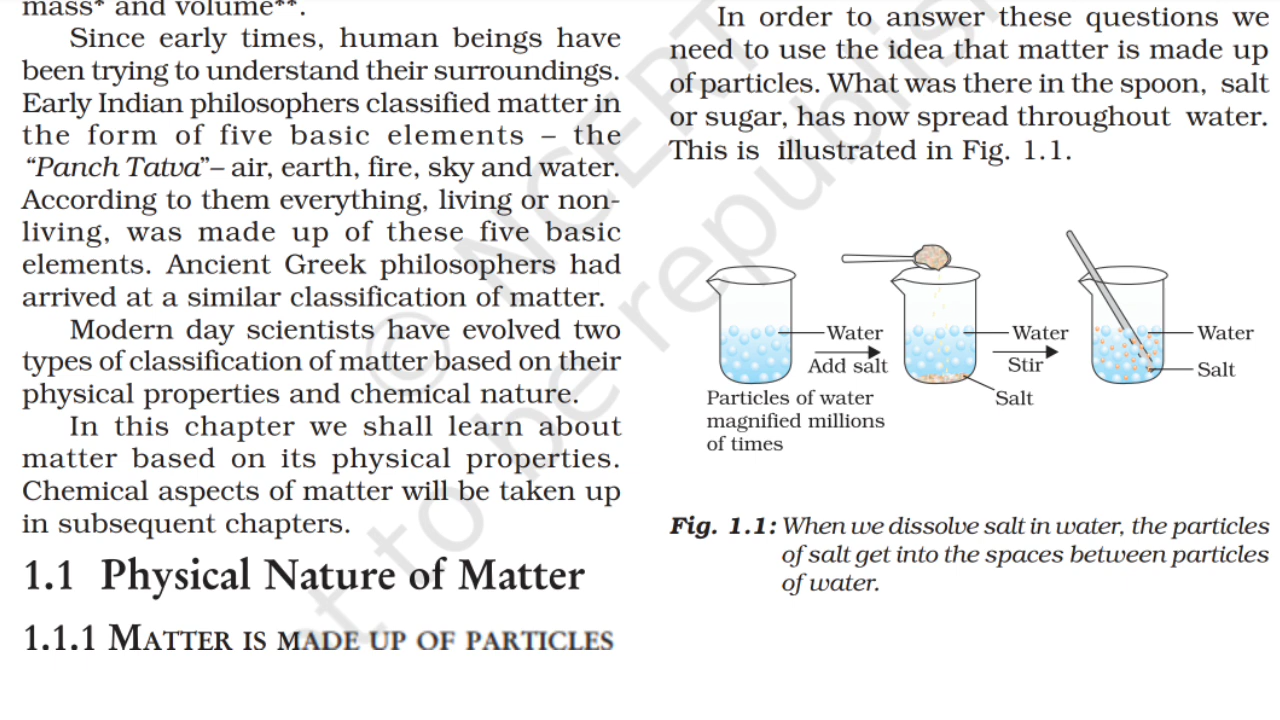 mass* and volume**.
Since early times, human beings have
been trying to understand their surroundings.
Early Indian philosophers classified matter in
the form of five basic elements – the
“Panch Tatva”– air, earth, fire, sky and water.
According to them everything, living or non-
living, was made up of these five basic
elements. Ancient Greek philosophers had
arrived at a similar classification of matter.
Modern day scientists have evolved two
types of classification of matter based on their
physical properties and chemical nature.
In this chapter we shall learn about
matter based on its physical properties.
Chemical aspects of matter will be taken up
in subsequent chapters.
1.1 Physical Nature of Matter
1.1.1 MATTER IS MADE UP OF PARTICLES
In order to answer these questions we
need to use the idea that matter is made up
of particles. What was there in the spoon, salt
or sugar, has now spread throughout water.
This is illustrated in Fig. 1.1.
Water
Add salt
Particles of water
magnified millions
of times
Water
Stir
Salt
Water
Salt
Fig. 1.1: When we dissolve salt in water, the particles
of salt get into the spaces between particles
of water.
© NCERT
t to be republis